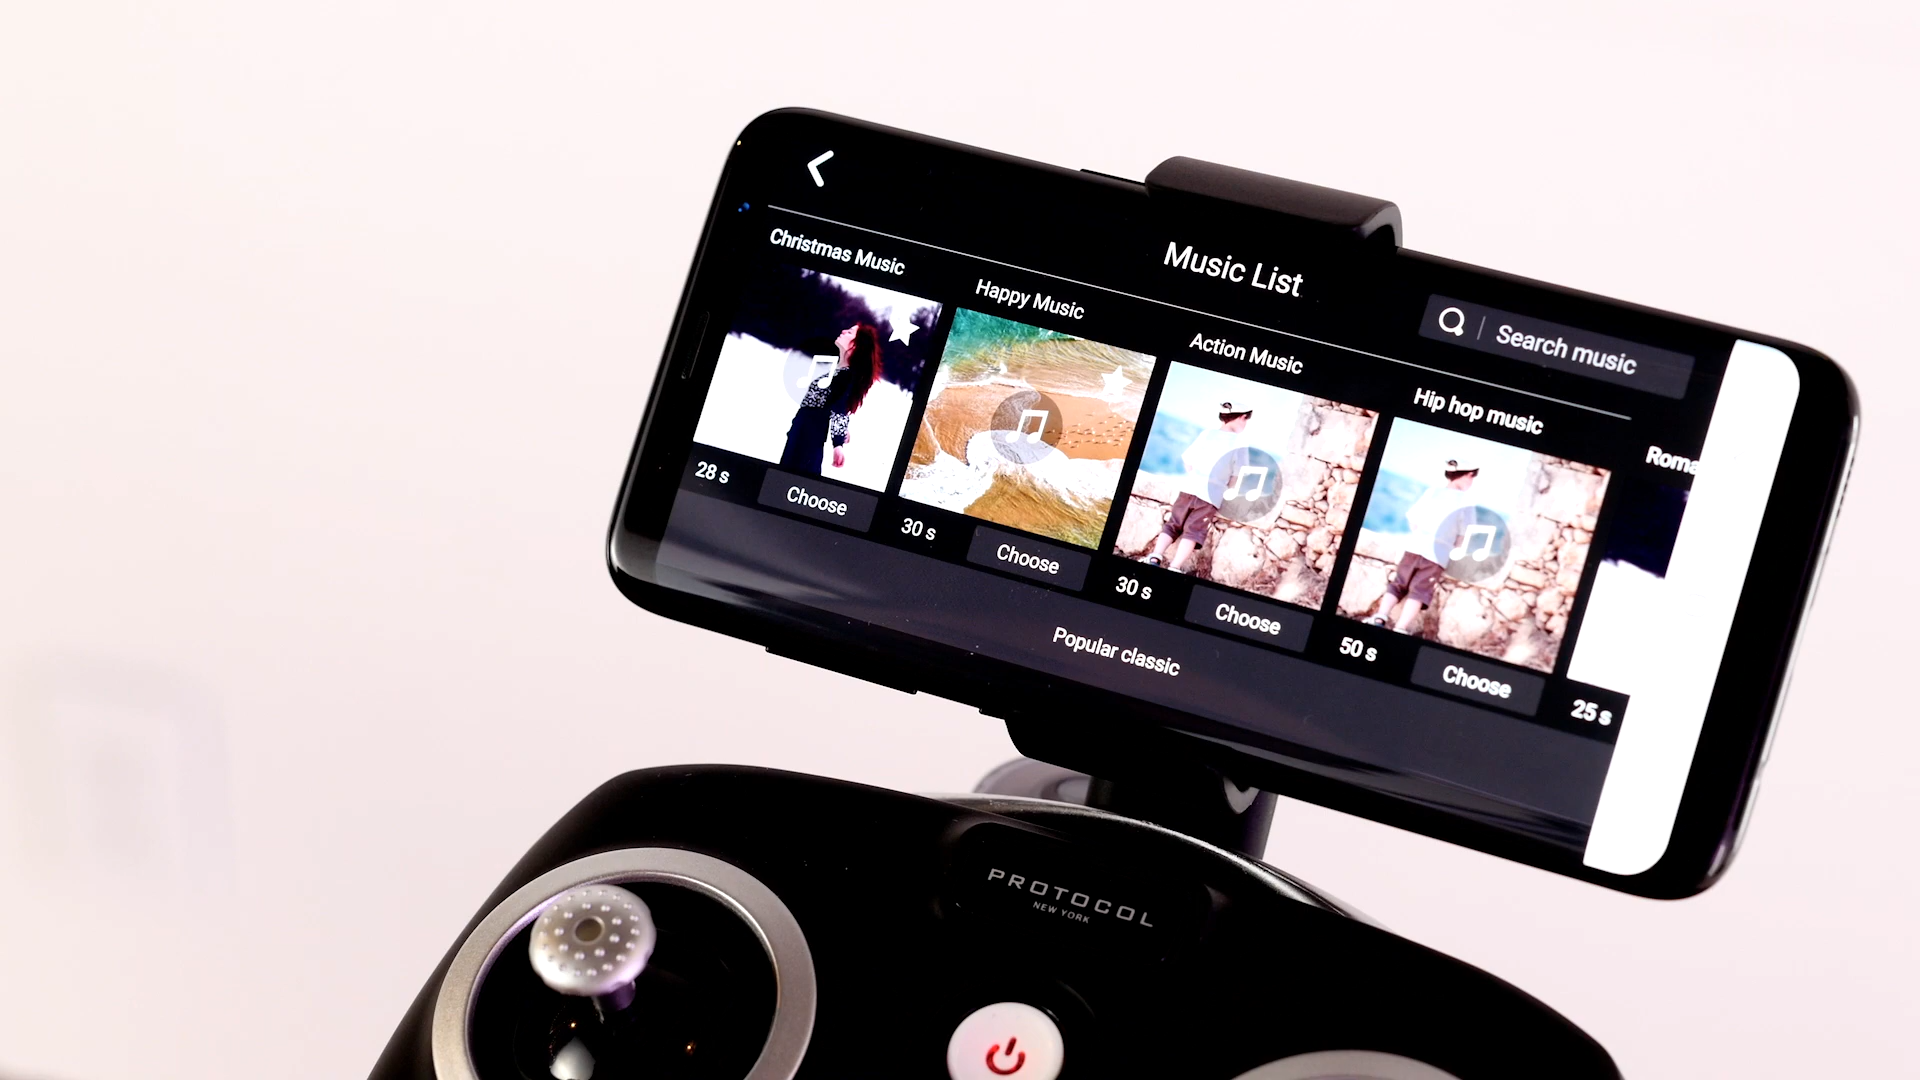 Music List
Search music
Christmas Music
Happy Music
Action Music
Hip hop music
Roma
28 s
Choose
30 s
Choose
30 s
Choose
50 s
Choose
25 s
Popular classic
PROTOCOL
NEW YORK